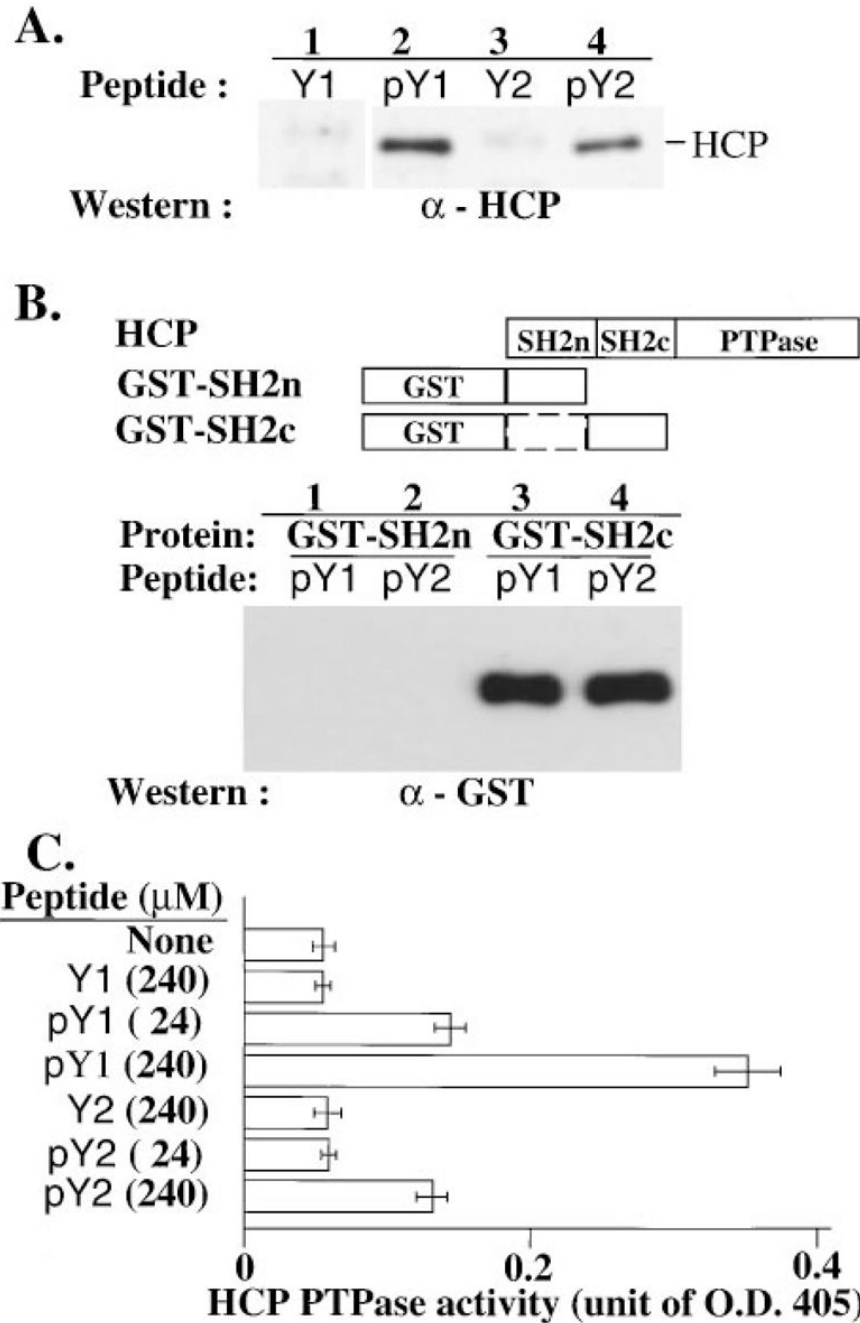 A.
1 2 3 4
Peptide : Y1 pY1 Y2 pY2
HCP
Western : α - HCP
B.
HCP SH2n SH2c PTPase
GST-SH2n GST
GST-SH2c GST
1 2 3 4
Protein: GST-SH2n GST-SH2c
Peptide: pY1 pY2 pY1 pY2
Western : α - GST
C.
Peptide (μM)
None
Y1 (240)
pY1 ( 24)
pY1 (240)
Y2 (240)
pY2 ( 24)
pY2 (240)
0 0.2 0.4
HCP PTPase activity (unit of O.D. 405)